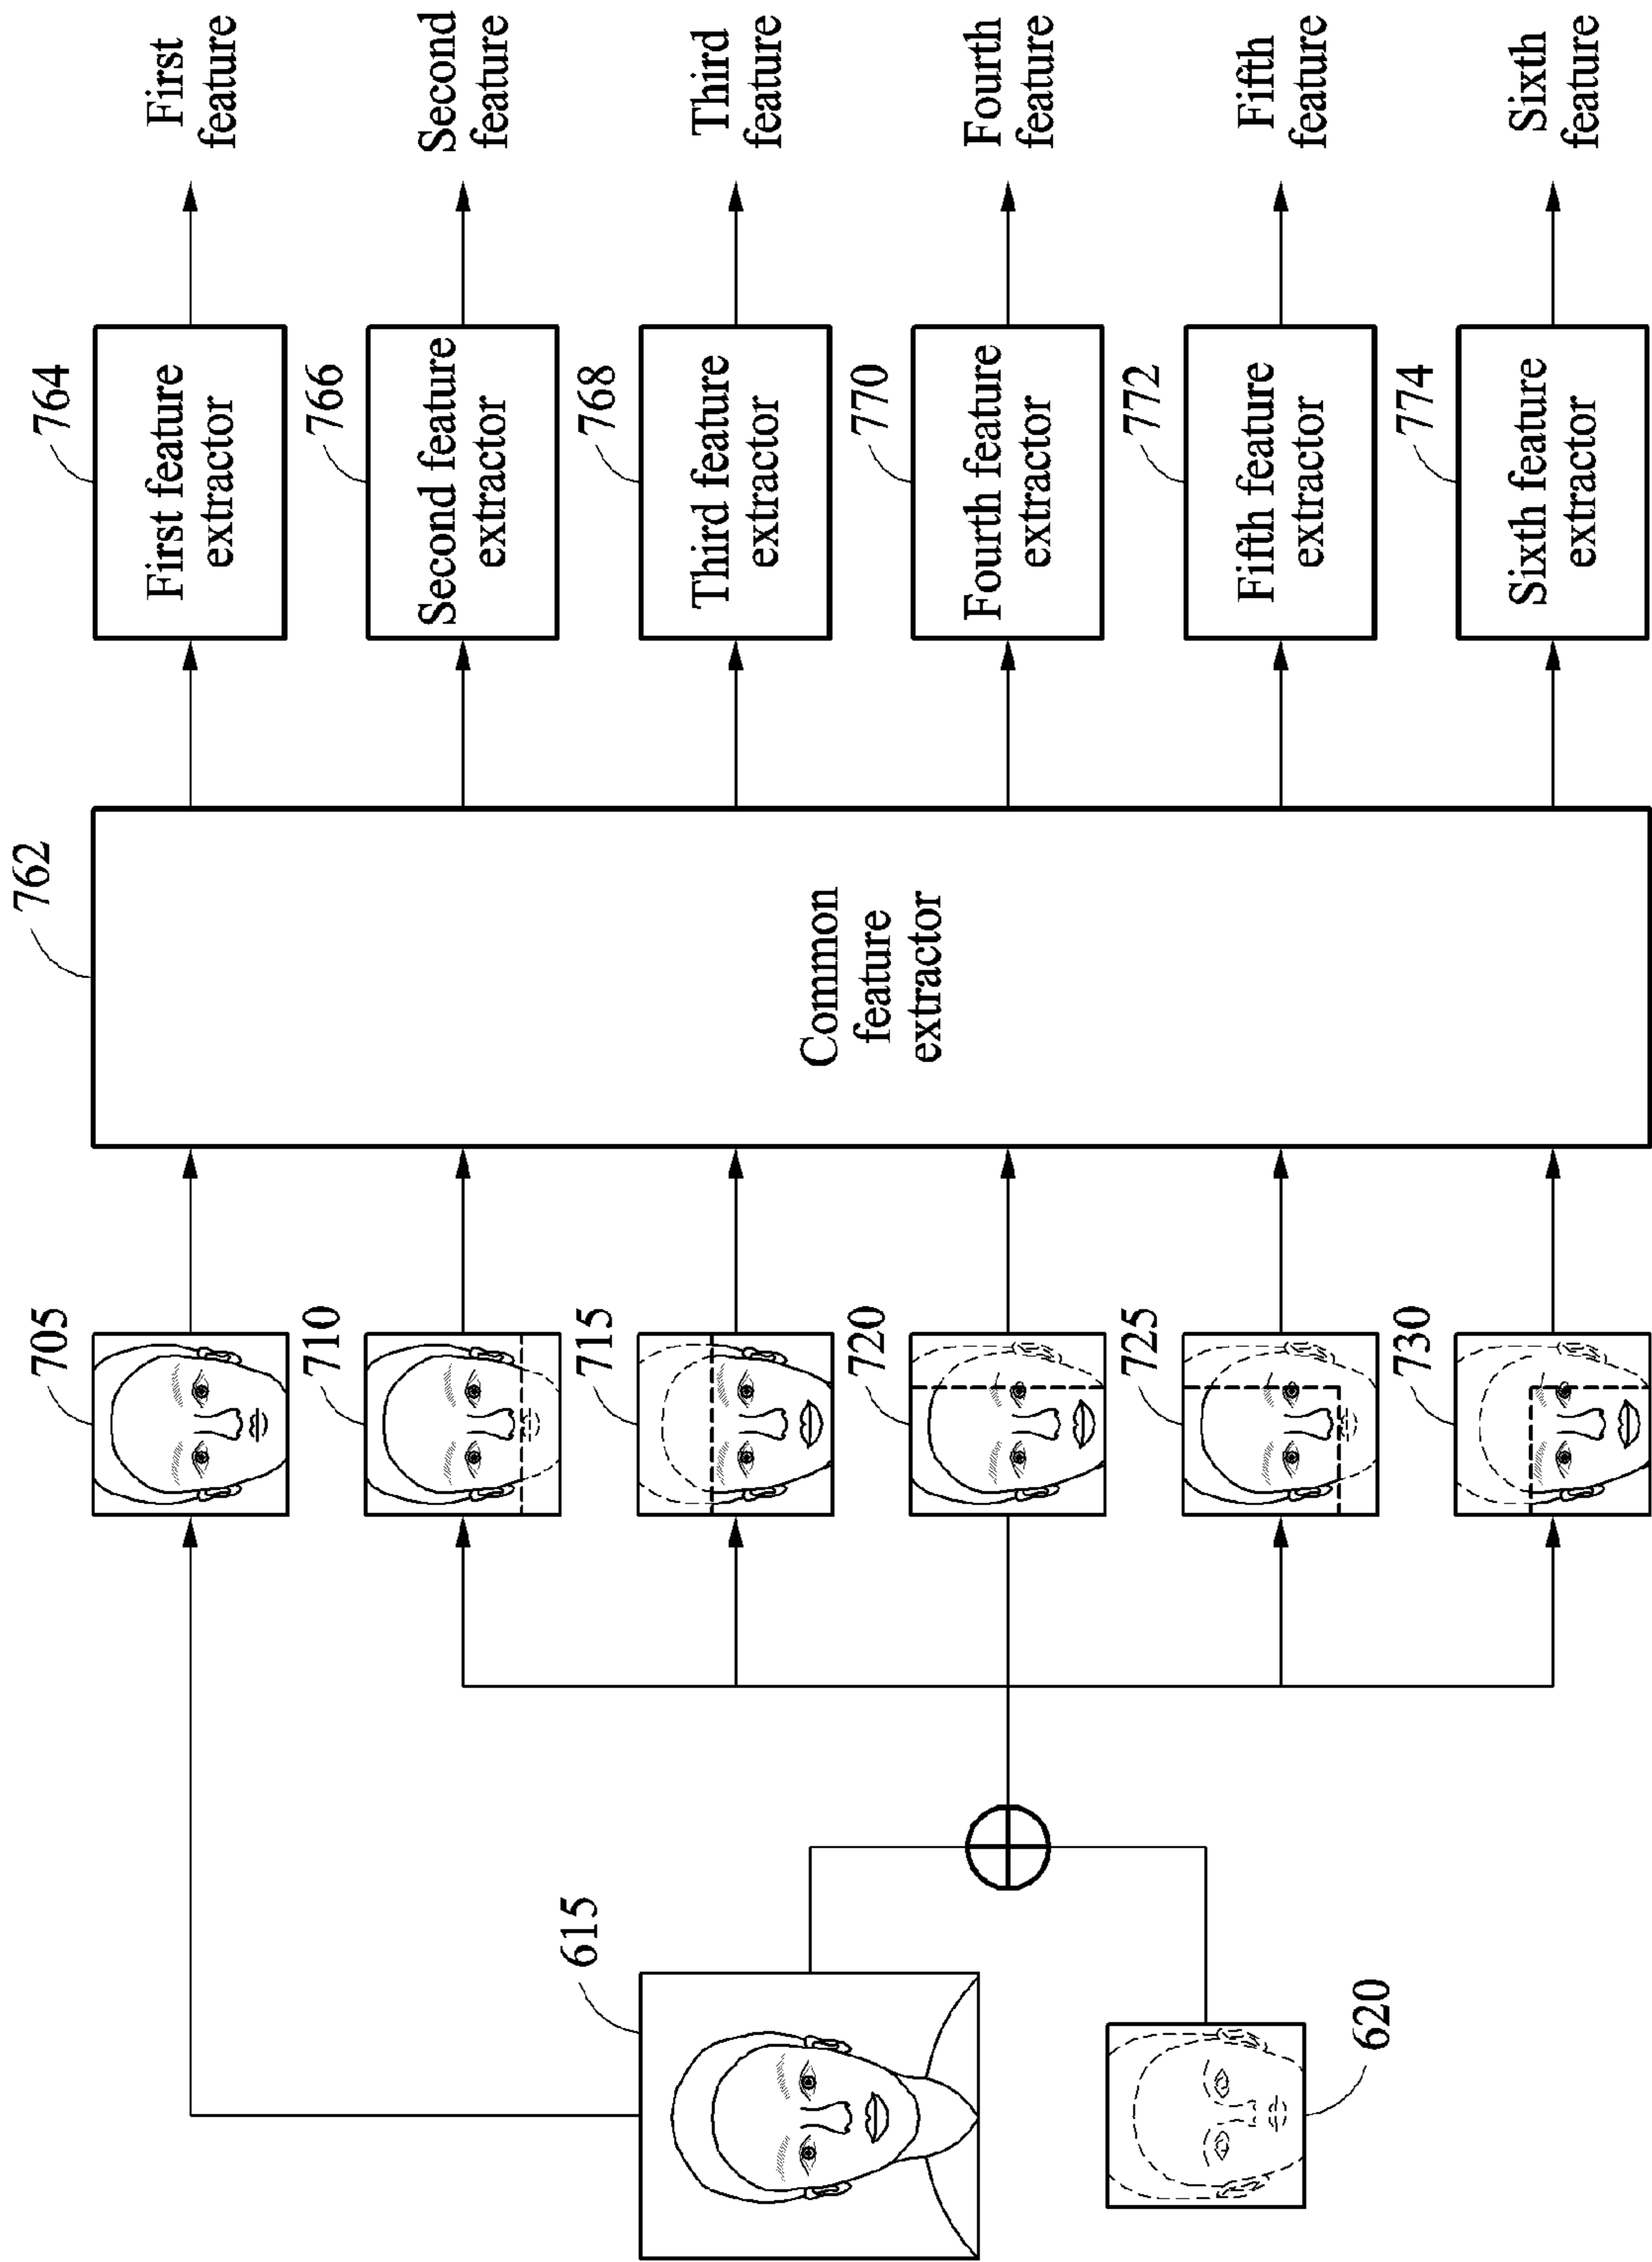 615
620
705
710
715
720
725
730
762
Common
feature
extractor
764
First feature
extractor
766
Second feature
extractor
768
Third feature
extractor
770
Fourth feature
extractor
772
Fifth feature
extractor
774
Sixth feature
extractor
First
feature
Second
feature
Third
feature
Fourth
feature
Fifth
feature
Sixth
feature